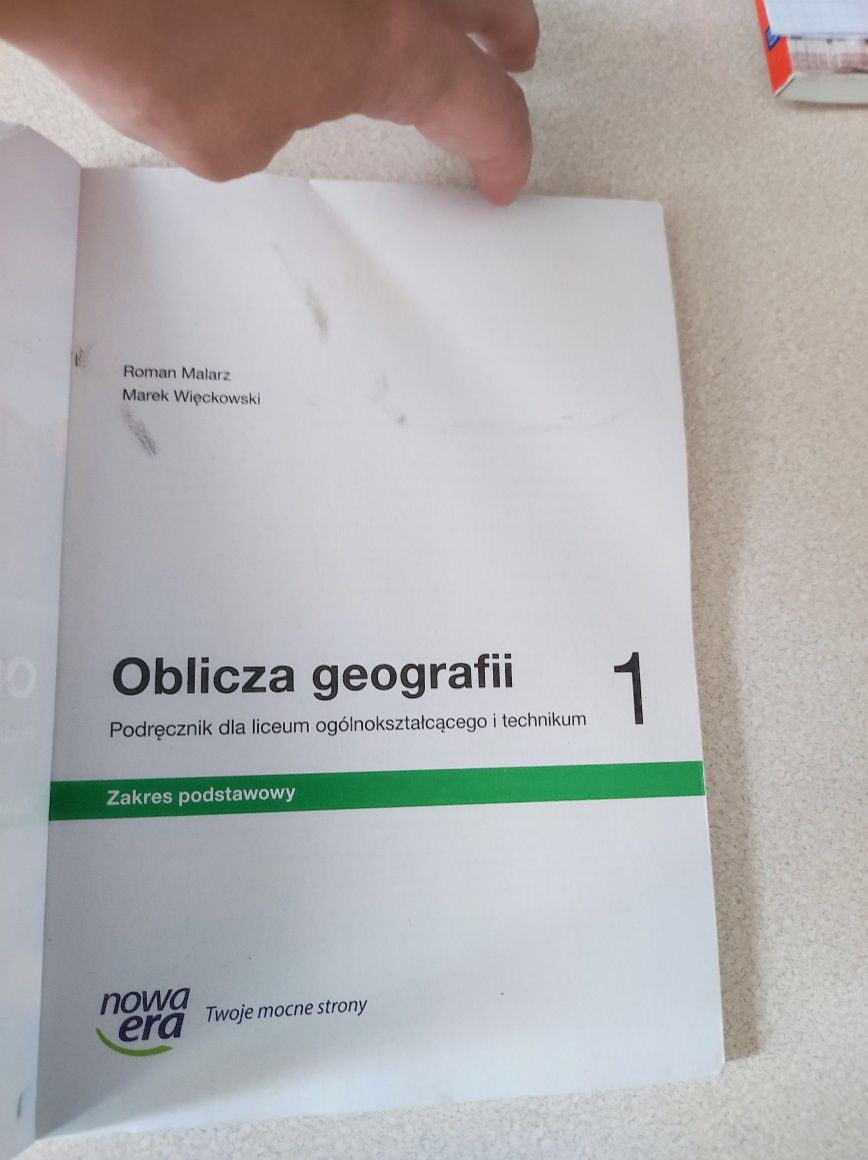 Roman Malarz
Marek Więckowski
Oblicza geografii 1
Podręcznik dla liceum ogólnokształcącego i technikum
Zakres podstawowy
nowa
era
Twoje mocne strony